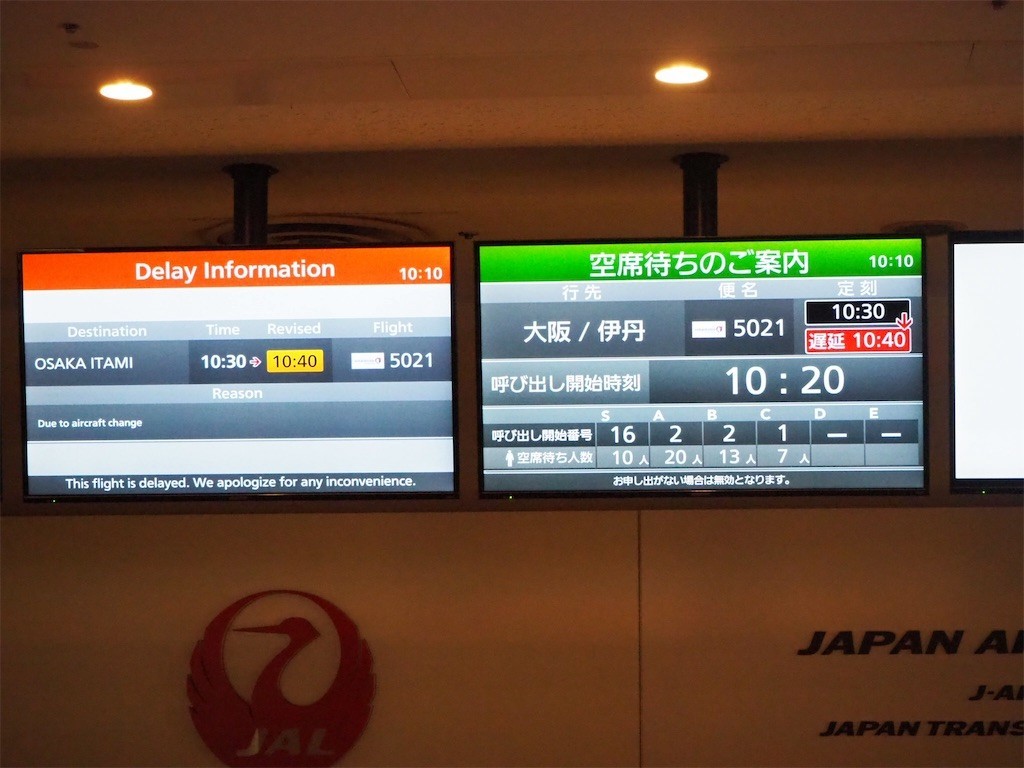 Delay Information 10:10
Destination Time Revised Flight
OSAKA ITAMI 10:30 10:40 5021
Reason
Due to aircraft change
This flight is delayed. We apologize for any inconvenience.
空席待ちのご案内 10:10
行先 便名 定刻
大阪 / 伊丹 5021 10:30
遅延 10:40
呼び出し開始時刻 10 : 20
S A B C D E
呼び出し開始番号 16 2 2 1 — —
空席待ち人数 10人 20人 13人 7人
お申し出がない場合は無効となります。
JAL
JAPAN AI
J-AI
JAPAN TRANS